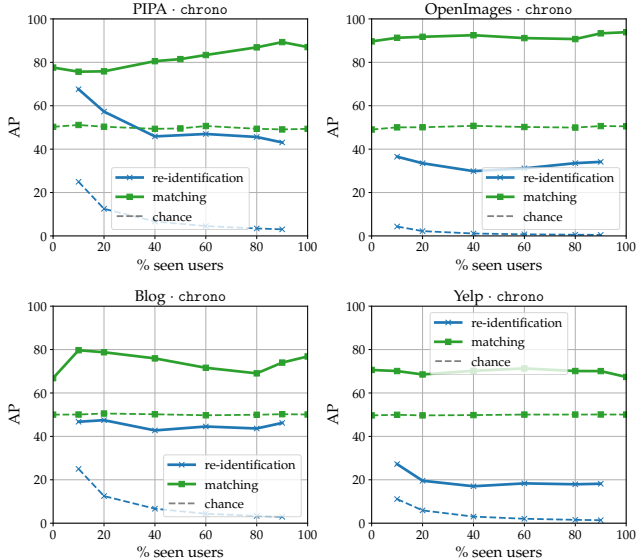 PIPA · chrono
OpenImages · chrono
100
80
60
40
20
0
AP
re-identification
matching
chance
0 20 40 60 80 100
% seen users
100
80
60
40
20
0
AP
re-identification
matching
chance
0 20 40 60 80 100
% seen users
Blog · chrono
Yelp · chrono
100
80
60
40
20
0
AP
re-identification
matching
chance
0 20 40 60 80 100
% seen users
100
80
60
40
20
0
AP
re-identification
matching
chance
0 20 40 60 80 100
% seen users